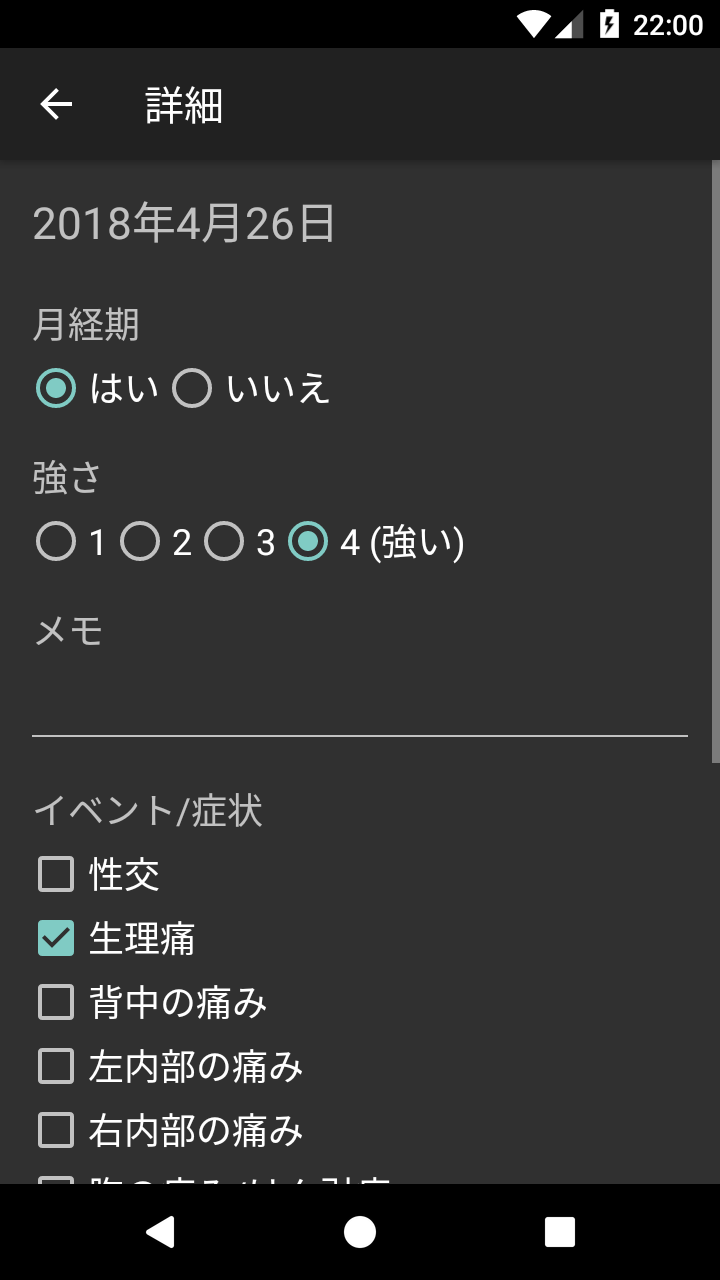 22:00
詳細
2018年4月26日
月経期
はい いいえ
強さ
1 2 3 4 (強い)
メモ
イベント/症状
性交
生理痛
背中の痛み
左内部の痛み
右内部の痛み